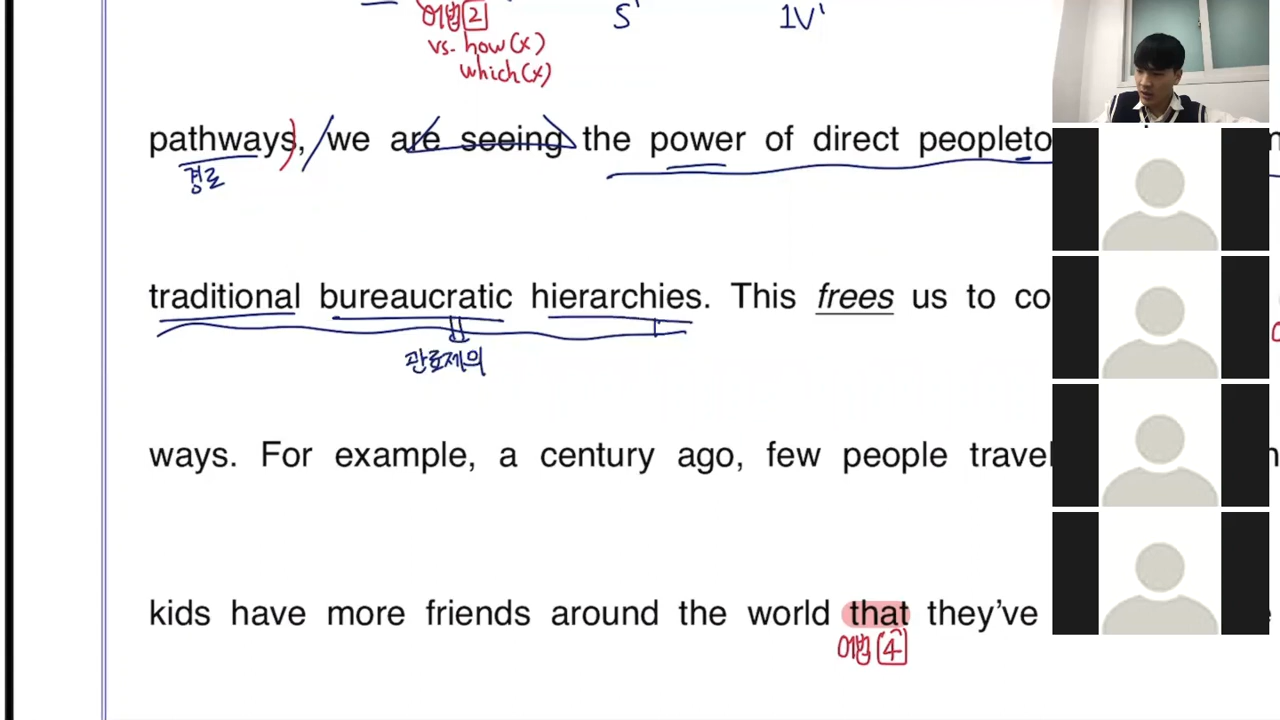 어법 2 S' 1V'
vs. how(x)
which(x)
pathways, we are seeing the power of direct peopleto
경로
traditional bureaucratic hierarchies. This frees us to co
관료제의
ways. For example, a century ago, few people travel
kids have more friends around the world that they've
어법 4